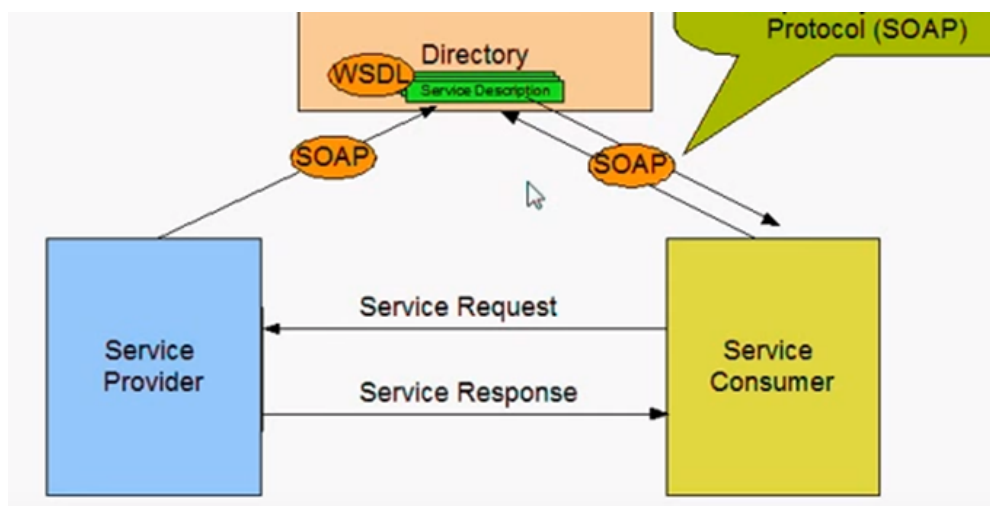 Protocol (SOAP)
Directory
WSDL
Service Description
SOAP
SOAP
Service Request
Service
Provider
Service
Consumer
Service Response